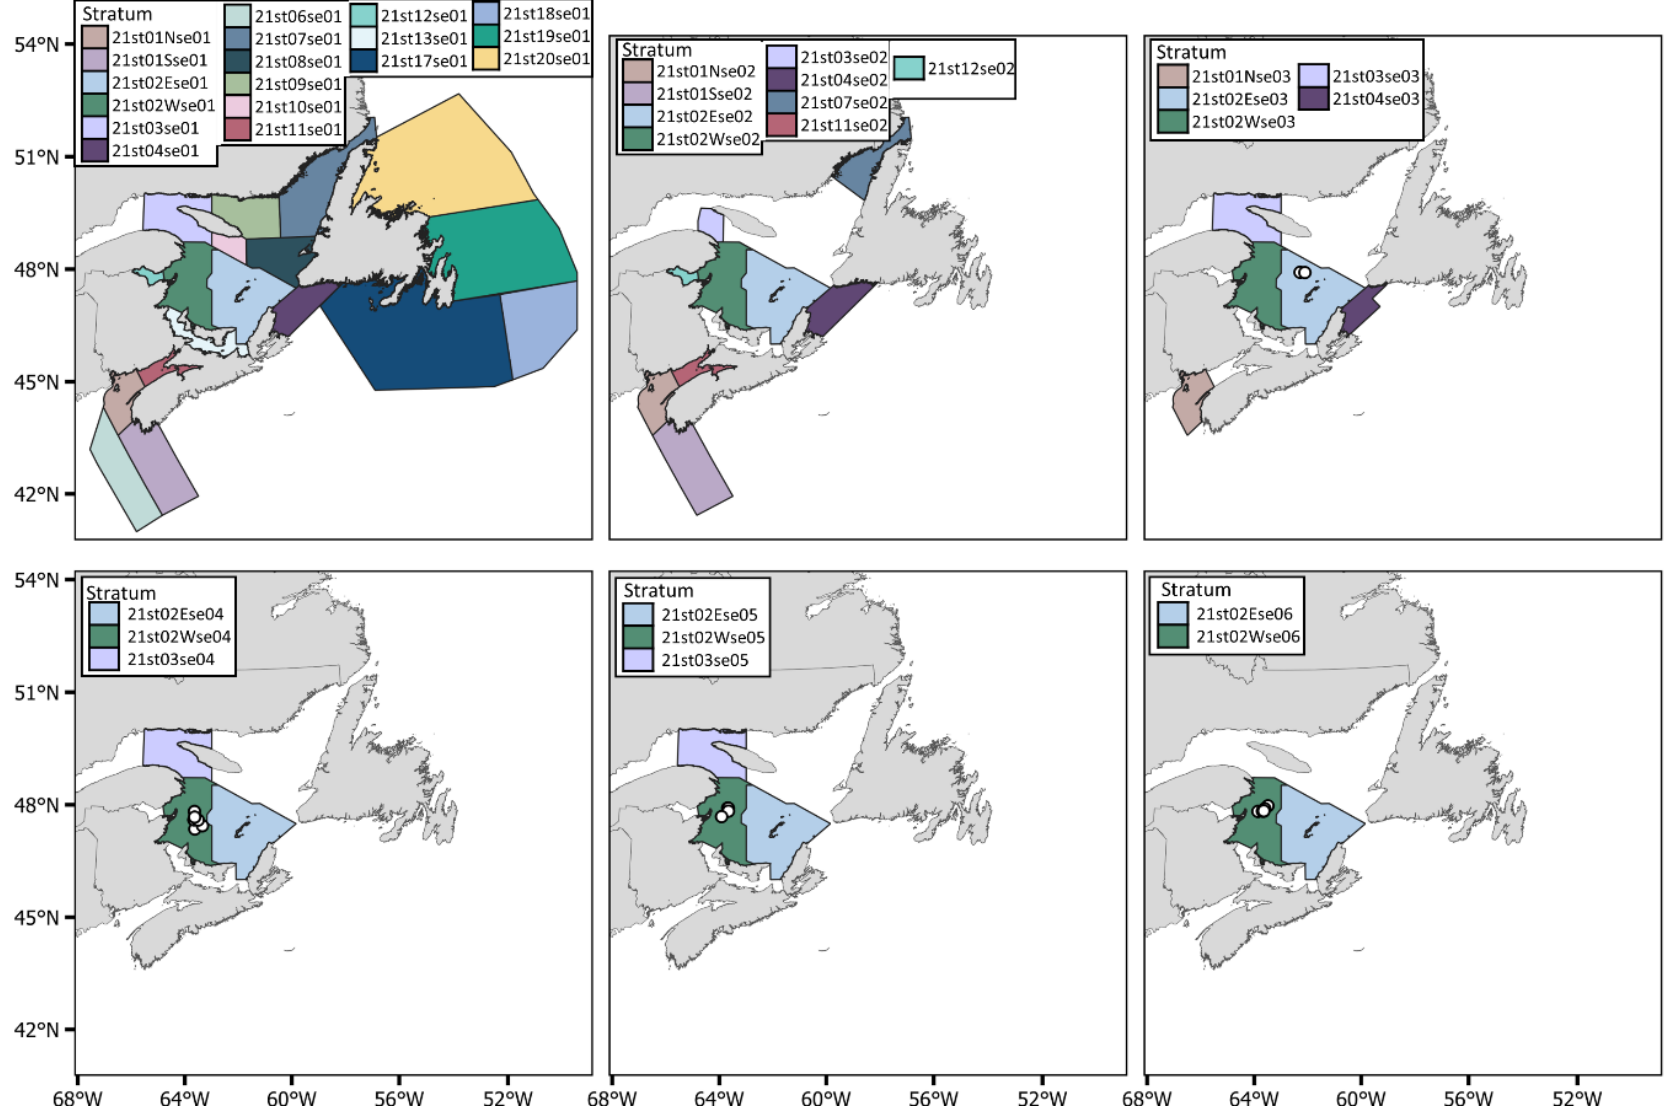 Stratum
21st01Nse01
21st01Sse01
21st02Ese01
21st02Wse01
21st03se01
21st04se01
21st06se01
21st07se01
21st08se01
21st09se01
21st10se01
21st11se01
21st12se01
21st13se01
21st17se01
21st18se01
21st19se01
21st20se01
Stratum
21st01Nse02
21st01Sse02
21st02Ese02
21st02Wse02
21st03se02
21st04se02
21st07se02
21st11se02
21st12se02
Stratum
21st01Nse03
21st02Ese03
21st02Wse03
21st03se03
21st04se03
54°N
51°N
48°N
45°N
42°N
Stratum
21st02Ese04
21st02Wse04
21st03se04
Stratum
21st02Ese05
21st02Wse05
21st03se05
Stratum
21st02Ese06
21st02Wse06
54°N
51°N
48°N
45°N
42°N
68°W 64°W 60°W 56°W 52°W
68°W 64°W 60°W 56°W 52°W
68°W 64°W 60°W 56°W 52°W